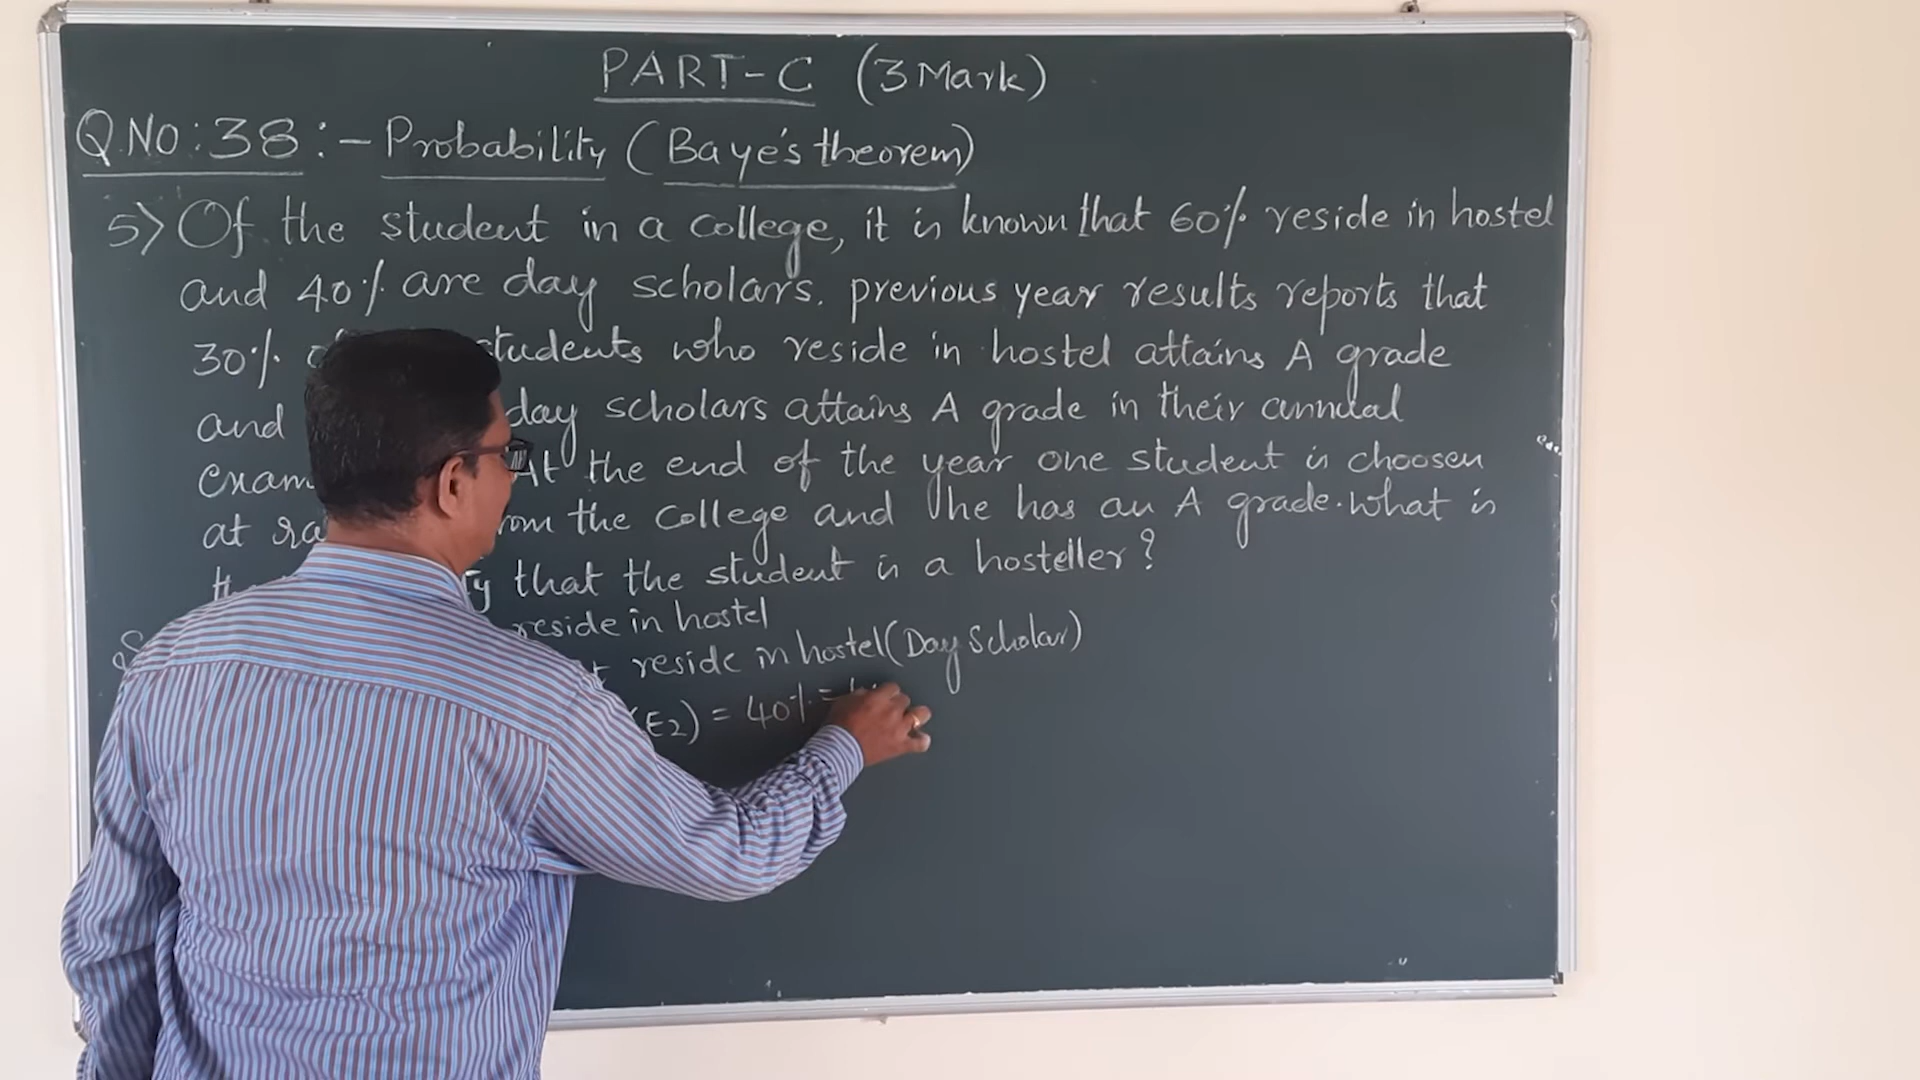 PART-C (3 Mark)
Q.NO:38:- Probability (Baye's theorem)
5) Of the student in a college, it is known that 60% reside in hostel
and 40% are day scholars. previous year results reports that
30% students who reside in hostel attains A grade
and day scholars attains A grade in their annual
At the end of the year one student is choosen
at the college and the has an A grade. what is
that the student is a hosteller?
reside in hostel
reside in hostel (Day Scholar)
(E2) = 40% =